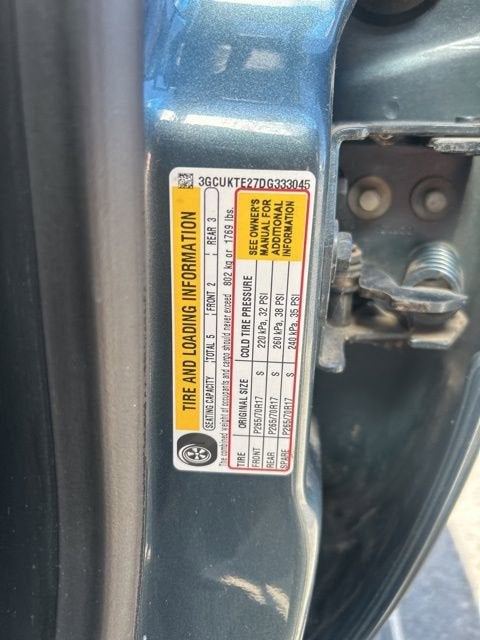 3GCUKTE27DG333045
TIRE AND LOADING INFORMATION
SEATING CAPACITY TOTAL 5 FRONT 2 REAR 3
The combined weight of occupants and cargo should never exceed 802 kg or 1769 lbs.
TIRE ORIGINAL SIZE COLD TIRE PRESSURE
FRONT P265/70R17 S 220 kPa, 32 PSI
REAR P265/70R17 S 260 kPa, 38 PSI
SPARE P265/70R17 S 240 kPa, 35 PSI
SEE OWNER'S
MANUAL FOR
ADDITIONAL
INFORMATION